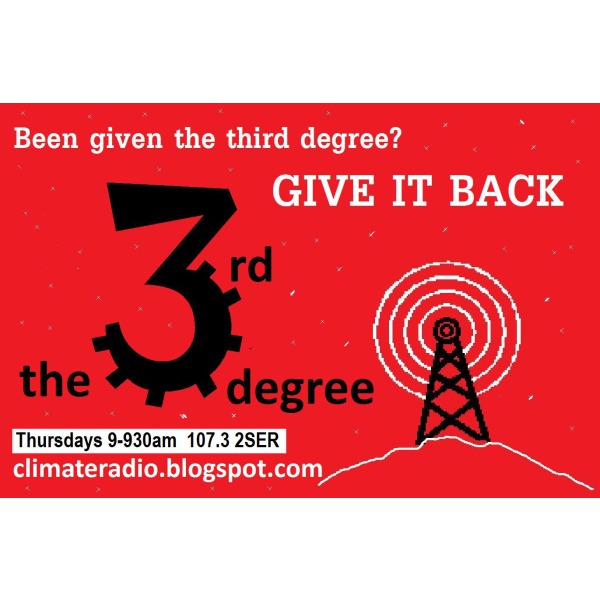 Been given the third degree?
GIVE IT BACK
3rd
the degree
Thursdays 9-930am 107.3 2SER
climateradio.blogspot.com